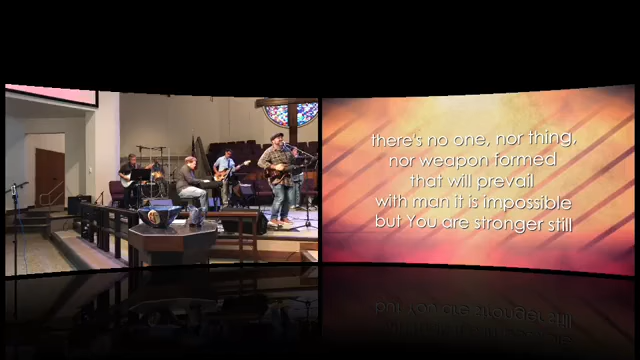 there's no one, nor thing,
nor weapon formed
that will prevail
with man it is impossible
but You are stronger still